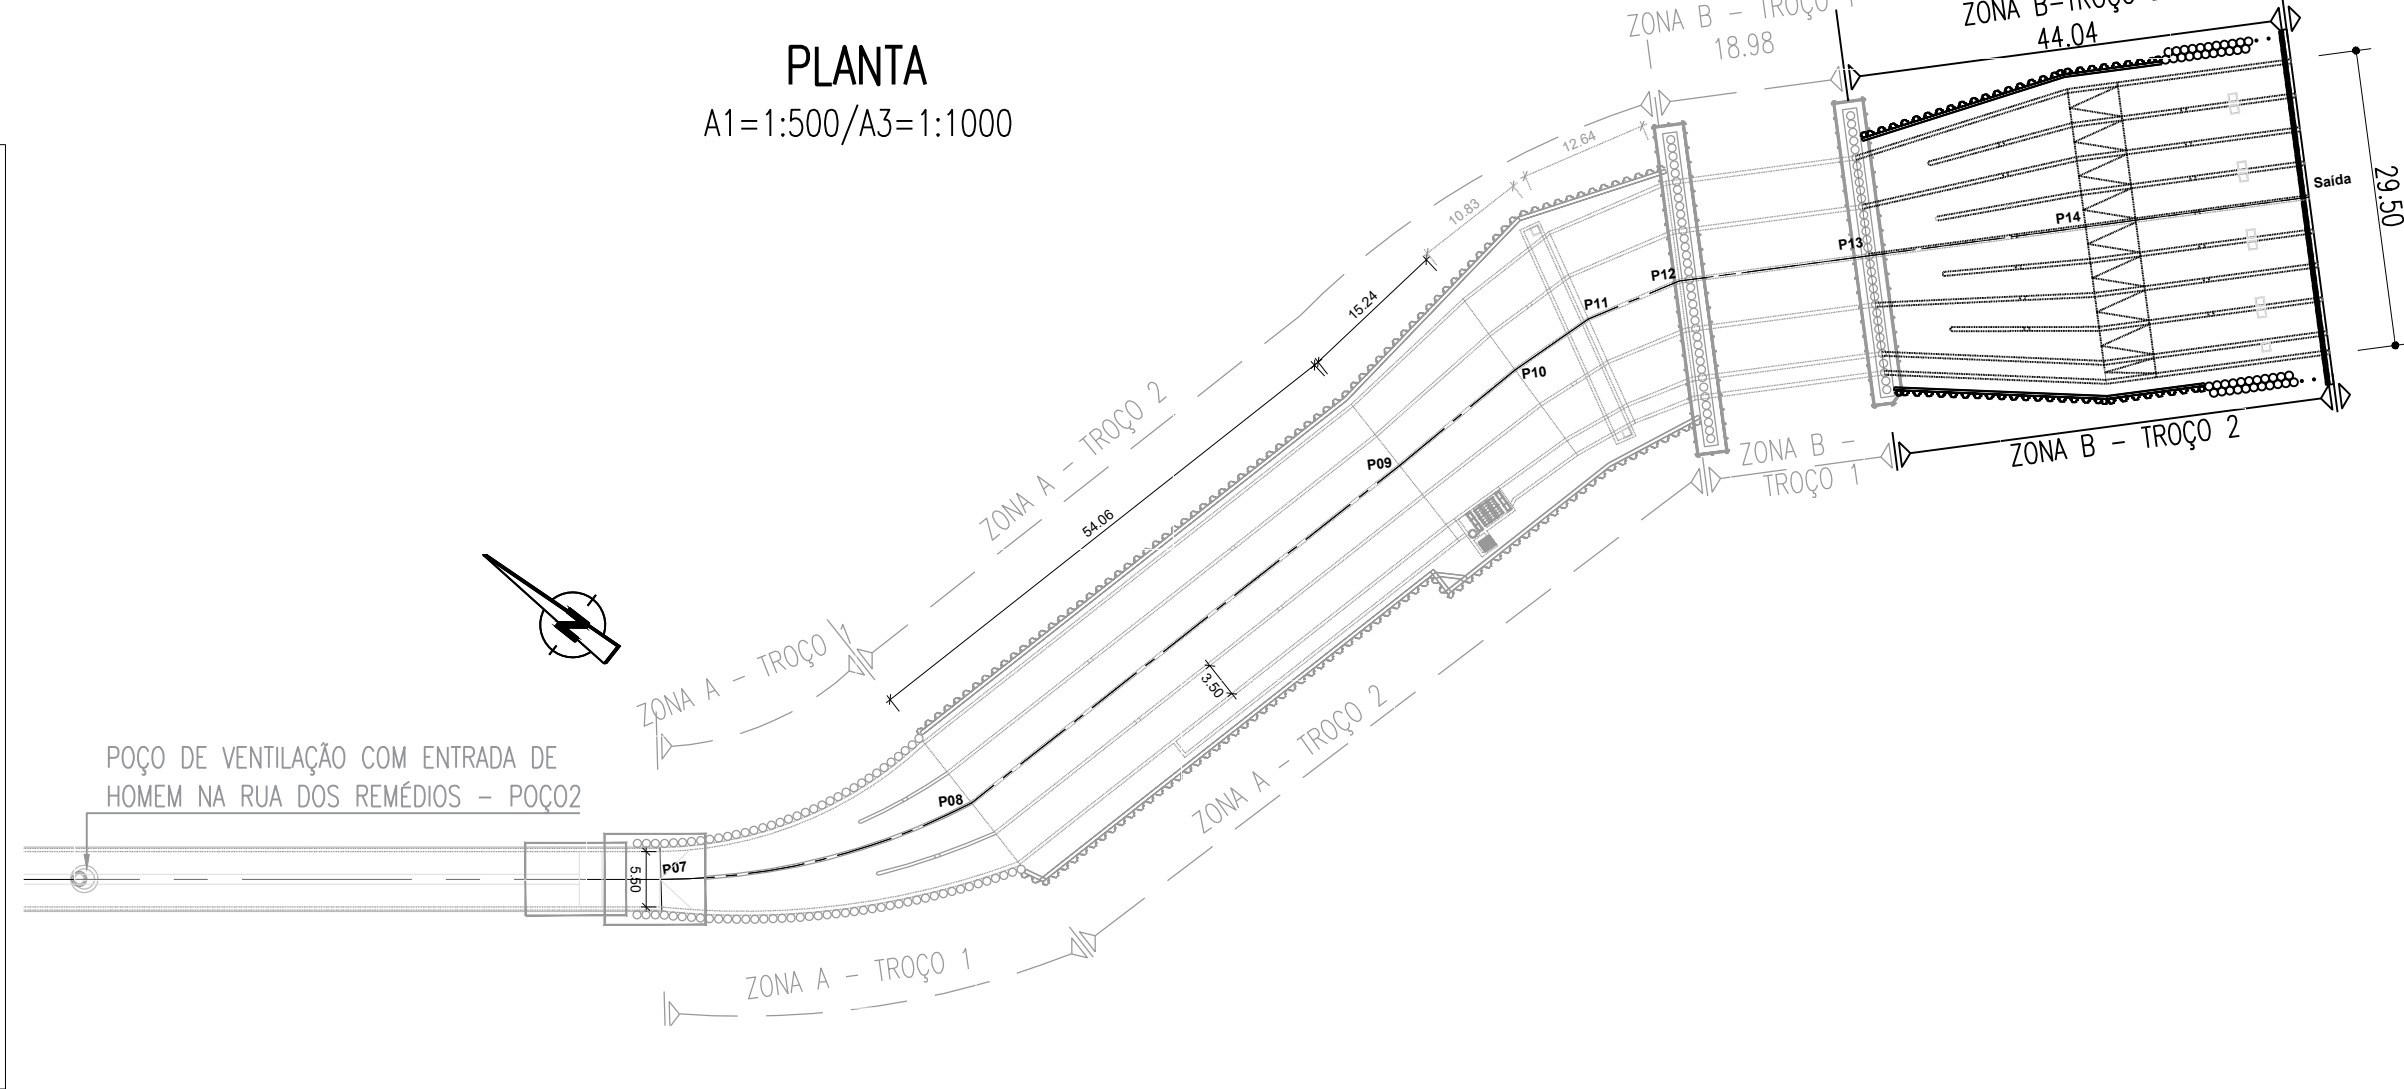 PLANTA
A1=1:500/A3=1:1000
ZONA B - TROÇO 1
18.98
ZONA B-TROÇO
44.04
12.64
10.83
15.24
54.06
ZONA A - TROÇO 2
ZONA A - TROÇO 1
29.50
Saída
P14
P13
P12
P11
P10
P09
P08
P07
ZONA B - TROÇO 2
ZONA B -
TROÇO 1
3.50
5.50
N
ZONA A - TROÇO 2
ZONA A - TROÇO 1
POÇO DE VENTILAÇÃO COM ENTRADA DE
HOMEM NA RUA DOS REMÉDIOS - POÇO2